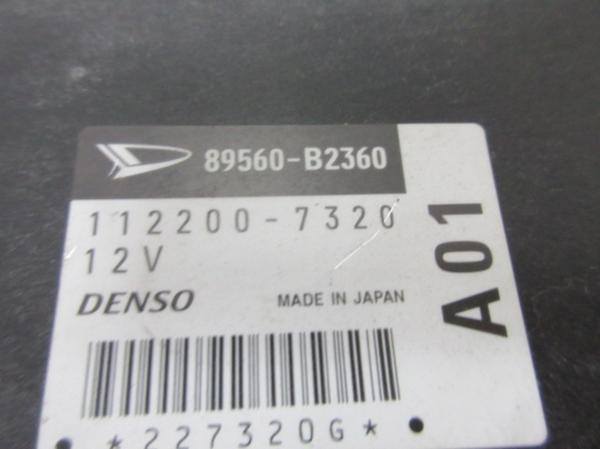 89560-B2360
112200-7320
12V
DENSO MADE IN JAPAN
*227320G*
A01